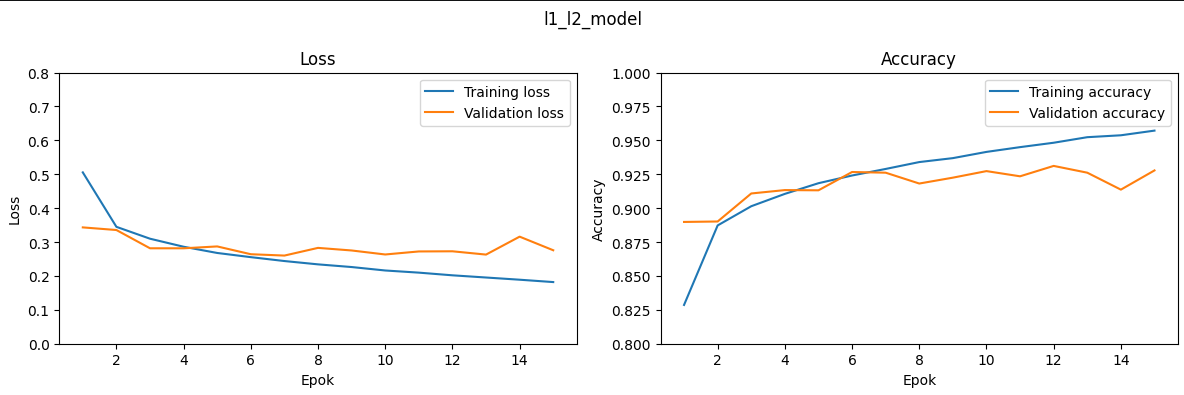 l1_l2_model
Loss
0.8
0.7
0.6
0.5
0.4
0.3
0.2
0.1
0.0
Loss
Training loss
Validation loss
2 4 6 8 10 12 14
Epok
Accuracy
1.000
0.975
0.950
0.925
0.900
0.875
0.850
0.825
0.800
Accuracy
Training accuracy
Validation accuracy
2 4 6 8 10 12 14
Epok